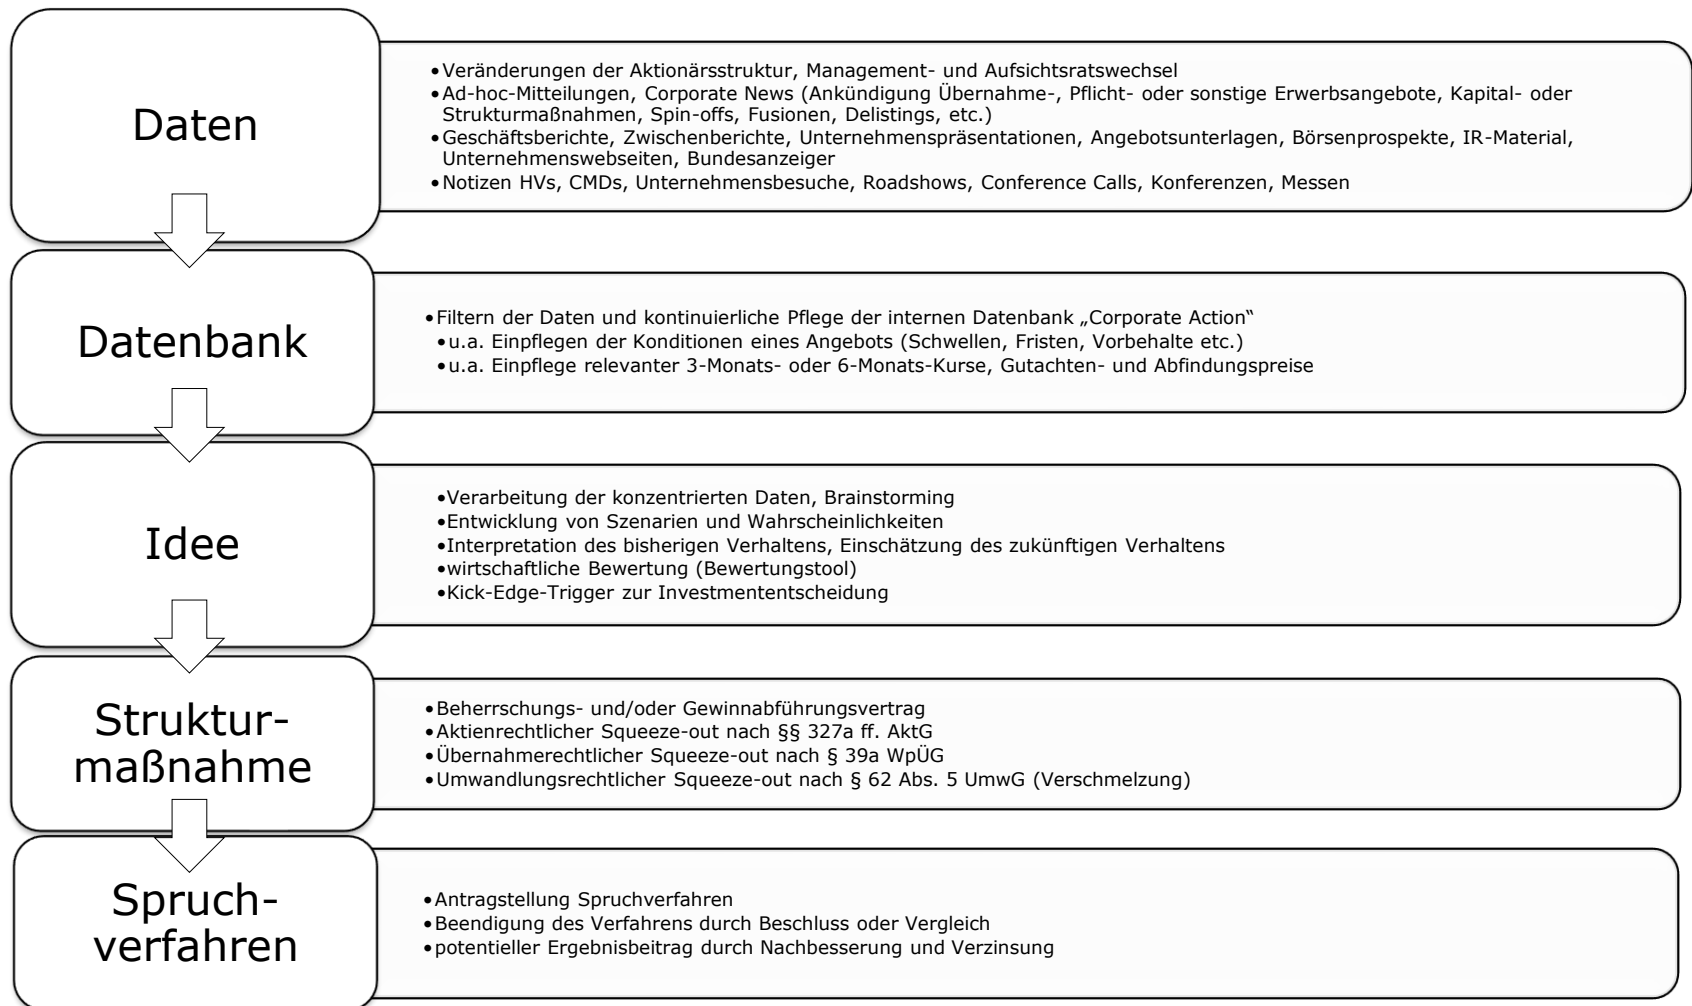 Daten
•Veränderungen der Aktionärsstruktur, Management- und Aufsichtsratswechsel
•Ad-hoc-Mitteilungen, Corporate News (Ankündigung Übernahme-, Pflicht- oder sonstige Erwerbsangebote, Kapital- oder
Strukturmaßnahmen, Spin-offs, Fusionen, Delistings, etc.)
•Geschäftsberichte, Zwischenberichte, Unternehmenspräsentationen, Angebotsunterlagen, Börsenprospekte, IR-Material,
Unternehmenswebseiten, Bundesanzeiger
•Notizen HVs, CMDs, Unternehmensbesuche, Roadshows, Conference Calls, Konferenzen, Messen
Datenbank
•Filtern der Daten und kontinuierliche Pflege der internen Datenbank „Corporate Action“
•u.a. Einpflegen der Konditionen eines Angebots (Schwellen, Fristen, Vorbehalte etc.)
•u.a. Einpflege relevanter 3-Monats- oder 6-Monats-Kurse, Gutachten- und Abfindungspreise
Idee
•Verarbeitung der konzentrierten Daten, Brainstorming
•Entwicklung von Szenarien und Wahrscheinlichkeiten
•Interpretation des bisherigen Verhaltens, Einschätzung des zukünftigen Verhaltens
•wirtschaftliche Bewertung (Bewertungstool)
•Kick-Edge-Trigger zur Investmententscheidung
Struktur-
maßnahme
•Beherrschungs- und/oder Gewinnabführungsvertrag
•Aktienrechtlicher Squeeze-out nach §§ 327a ff. AktG
•Übernahmerechtlicher Squeeze-out nach § 39a WpÜG
•Umwandlungsrechtlicher Squeeze-out nach § 62 Abs. 5 UmwG (Verschmelzung)
Spruch-
verfahren
•Antragstellung Spruchverfahren
•Beendigung des Verfahrens durch Beschluss oder Vergleich
•potentieller Ergebnisbeitrag durch Nachbesserung und Verzinsung